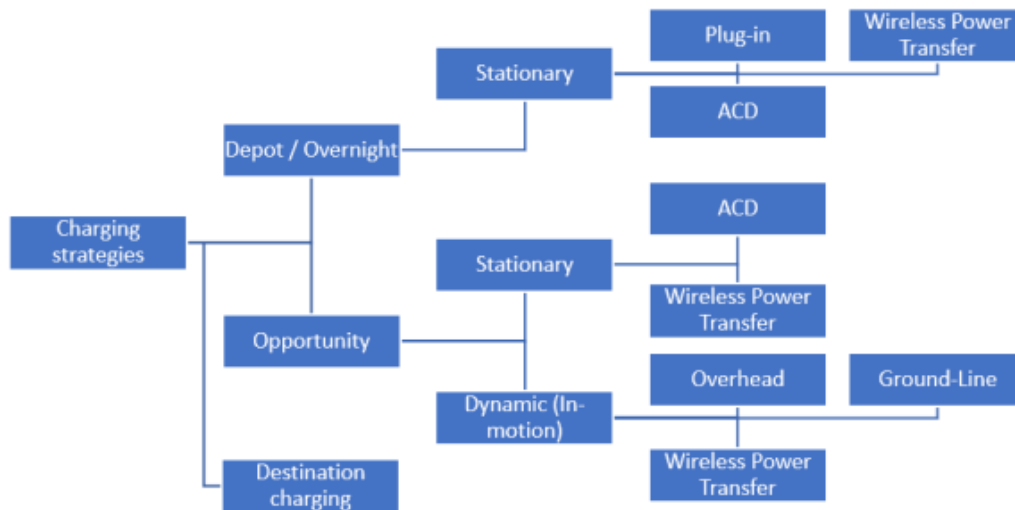 Plug-in
Wireless Power
Transfer
Stationary
ACD
Depot / Overnight
ACD
Charging
strategies
Stationary
Wireless Power
Transfer
Opportunity
Overhead
Ground-Line
Dynamic (In-
motion)
Wireless Power
Transfer
Destination
charging